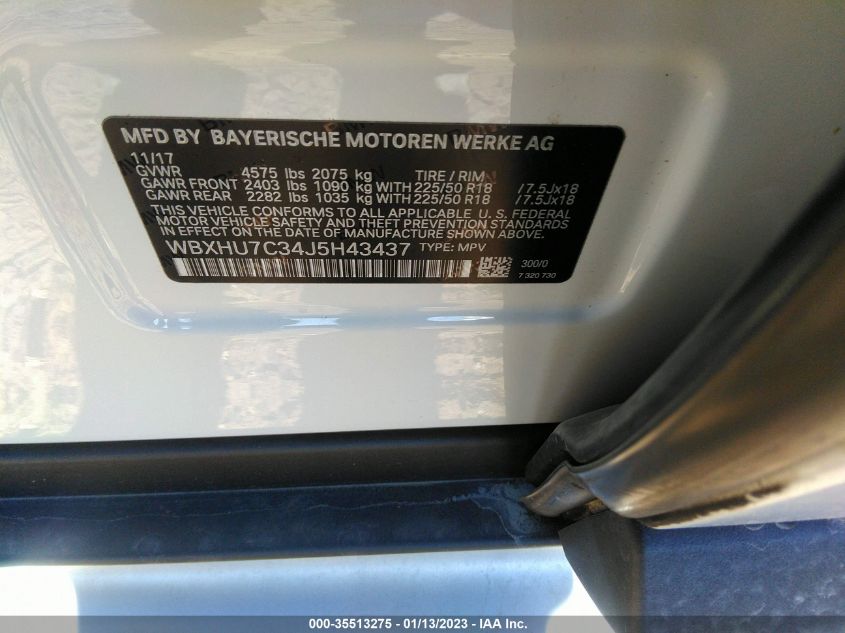 MFD BY BAYERISCHE MOTOREN WERKE AG
11/17
GVWR 4575 lbs 2075 kg TIRE / RIM
GAWR FRONT 2403 lbs 1090 kg WITH 225/50 R18 /7.5Jx18
GAWR REAR 2282 lbs 1035 kg WITH 225/50 R18 /7.5Jx18
THIS VEHICLE CONFORMS TO ALL APPLICABLE U. S. FEDERAL
MOTOR VEHICLE SAFETY AND THEFT PREVENTION STANDARDS
IN EFFECT ON THE DATE OF MANUFACTURE SHOWN ABOVE.
WBXHU7C34J5H43437 TYPE: MPV
300/0
7 320 730
000-35513275 - 01/13/2023 - IAA Inc.